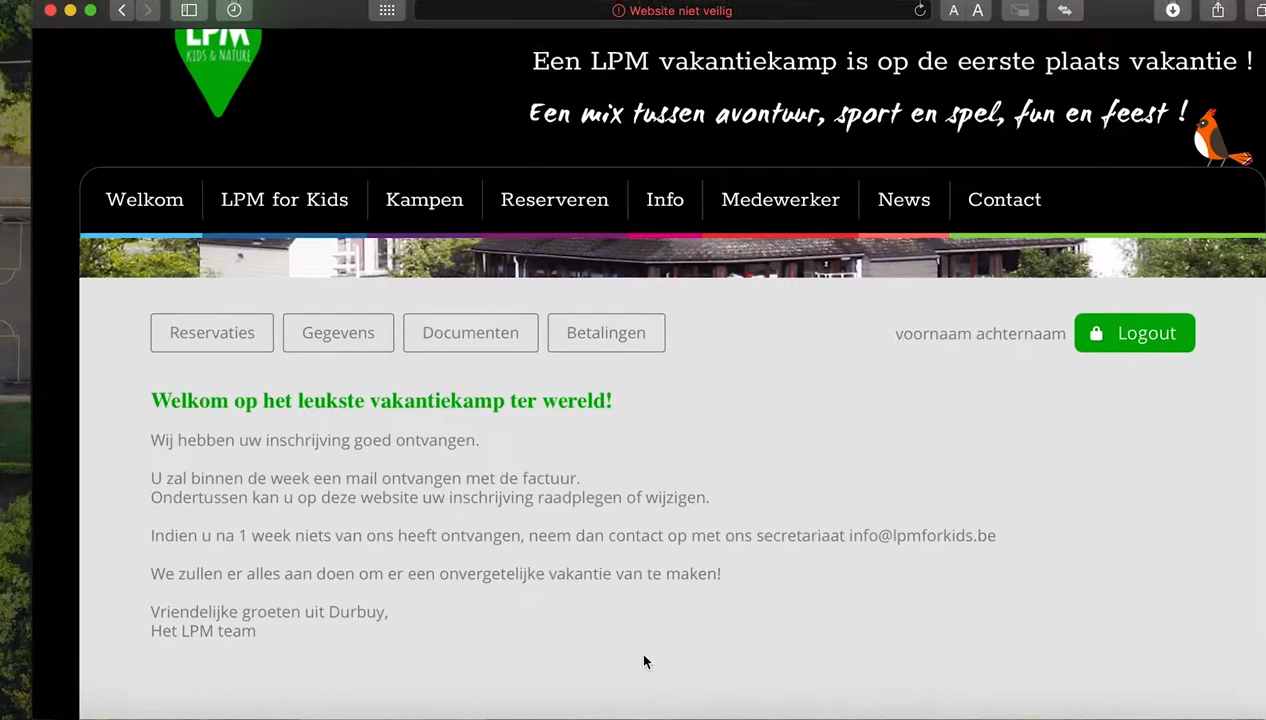 Website niet veilig
A A
LPM
KIDS & NATURE
Een LPM vakantiekamp is op de eerste plaats vakantie !
Een mix tussen avontuur, sport en spel, fun en feest !
Welkom LPM for Kids Kampen Reserveren Info Medewerker News Contact
Reservaties Gegevens Documenten Betalingen voornaam achternaam Logout
Welkom op het leukste vakantiekamp ter wereld!
Wij hebben uw inschrijving goed ontvangen.
U zal binnen de week een mail ontvangen met de factuur.
Ondertussen kan u op deze website uw inschrijving raadplegen of wijzigen.
Indien u na 1 week niets van ons heeft ontvangen, neem dan contact op met ons secretariaat info@lpmforkids.be
We zullen er alles aan doen om er een onvergetelijke vakantie van te maken!
Vriendelijke groeten uit Durbuy,
Het LPM team